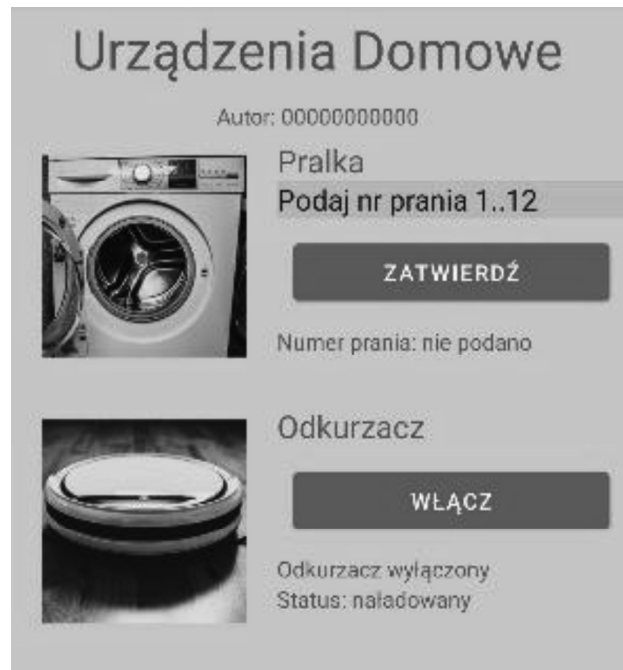 Urządzenia Domowe
Autor: 00000000000
Pralka
Podaj nr prania 1..12
ZATWIERDŹ
Numer prania: nie podano
Odkurzacz
WŁĄCZ
Odkurzacz wyłączony
Status: naładowany